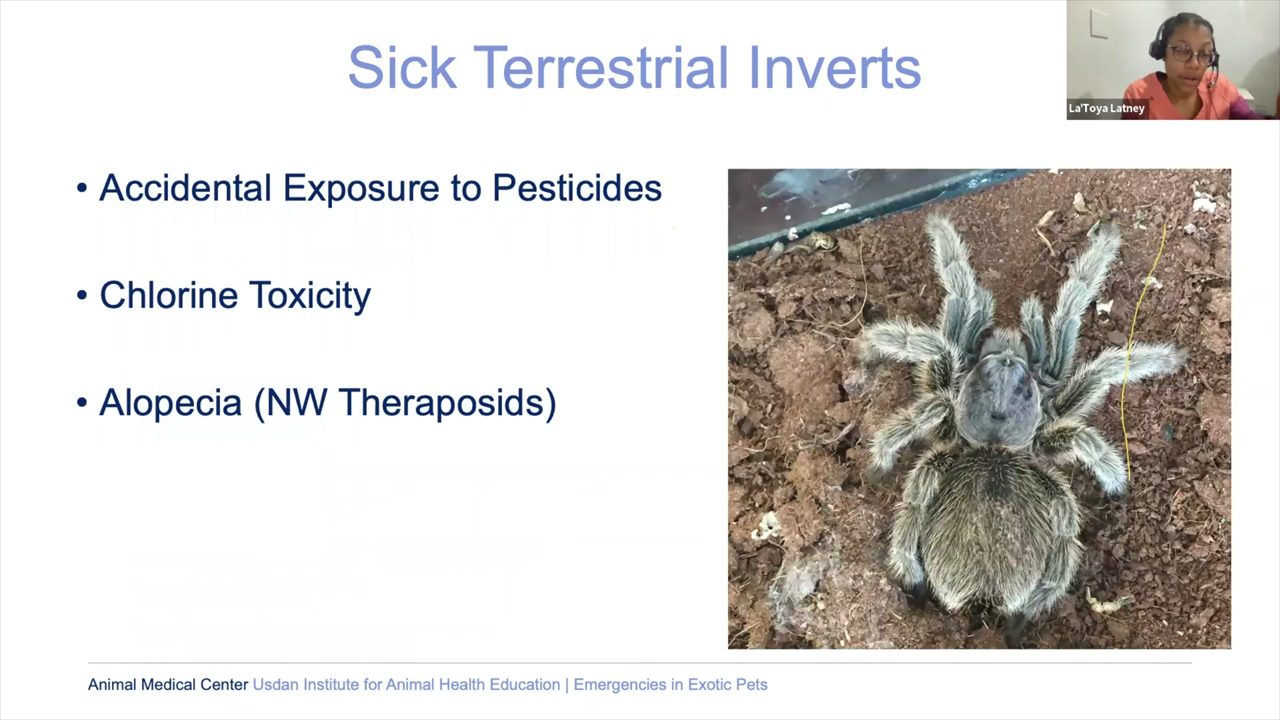 Sick Terrestrial Inverts
La'Toya Latney
• Accidental Exposure to Pesticides
• Chlorine Toxicity
• Alopecia (NW Theraposids)
Animal Medical Center Usdan Institute for Animal Health Education | Emergencies in Exotic Pets